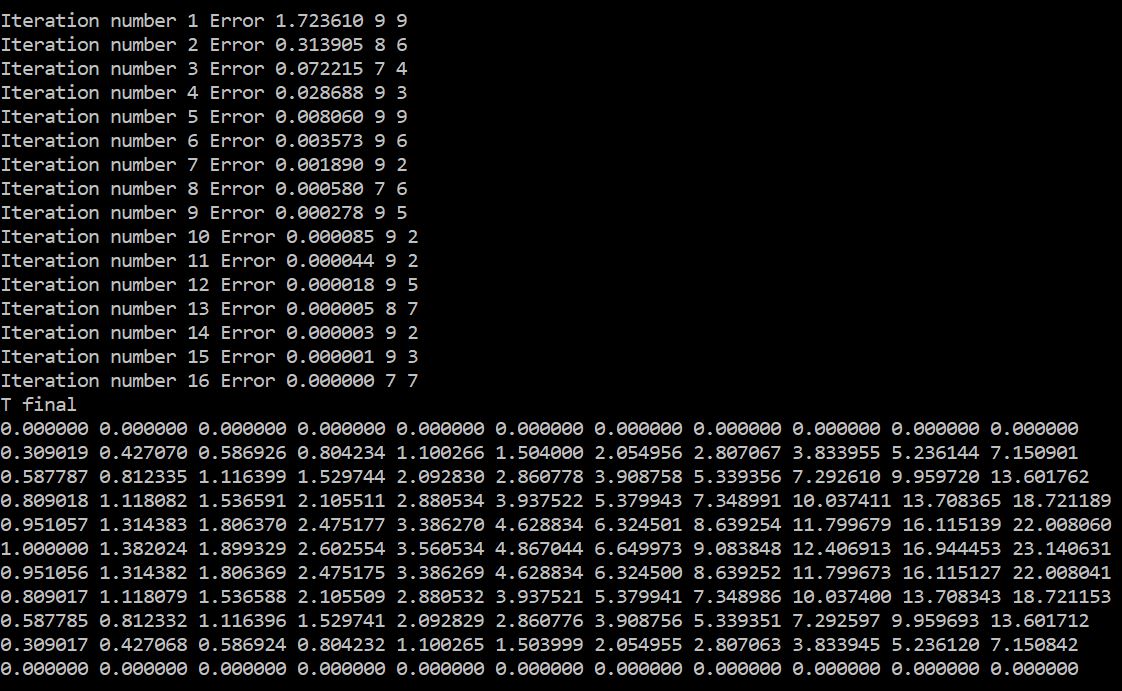 Iteration number 1 Error 1.723610 9 9
Iteration number 2 Error 0.313905 8 6
Iteration number 3 Error 0.072215 7 4
Iteration number 4 Error 0.028688 9 3
Iteration number 5 Error 0.008060 9 9
Iteration number 6 Error 0.003573 9 6
Iteration number 7 Error 0.001890 9 2
Iteration number 8 Error 0.000580 7 6
Iteration number 9 Error 0.000278 9 5
Iteration number 10 Error 0.000085 9 2
Iteration number 11 Error 0.000044 9 2
Iteration number 12 Error 0.000018 9 5
Iteration number 13 Error 0.000005 8 7
Iteration number 14 Error 0.000003 9 2
Iteration number 15 Error 0.000001 9 3
Iteration number 16 Error 0.000000 7 7
T final
0.000000 0.000000 0.000000 0.000000 0.000000 0.000000 0.000000 0.000000 0.000000 0.000000 0.000000
0.309019 0.427070 0.586926 0.804234 1.100266 1.504000 2.054956 2.807067 3.833955 5.236144 7.150901
0.587787 0.812335 1.116399 1.529744 2.092830 2.860778 3.908758 5.339356 7.292610 9.959720 13.601762
0.809018 1.118082 1.536591 2.105511 2.880534 3.937522 5.379943 7.348991 10.037411 13.708365 18.721189
0.951057 1.314383 1.806370 2.475177 3.386270 4.628834 6.324501 8.639254 11.799679 16.115139 22.008060
1.000000 1.382024 1.899329 2.602554 3.560534 4.867044 6.649973 9.083848 12.406913 16.944453 23.140631
0.951056 1.314382 1.806369 2.475175 3.386269 4.628834 6.324500 8.639252 11.799673 16.115127 22.008041
0.809017 1.118079 1.536588 2.105509 2.880532 3.937521 5.379941 7.348986 10.037400 13.708343 18.721153
0.587785 0.812332 1.116396 1.529741 2.092829 2.860776 3.908756 5.339351 7.292597 9.959693 13.601712
0.309017 0.427068 0.586924 0.804232 1.100265 1.503999 2.054955 2.807063 3.833945 5.236120 7.150842
0.000000 0.000000 0.000000 0.000000 0.000000 0.000000 0.000000 0.000000 0.000000 0.000000 0.000000